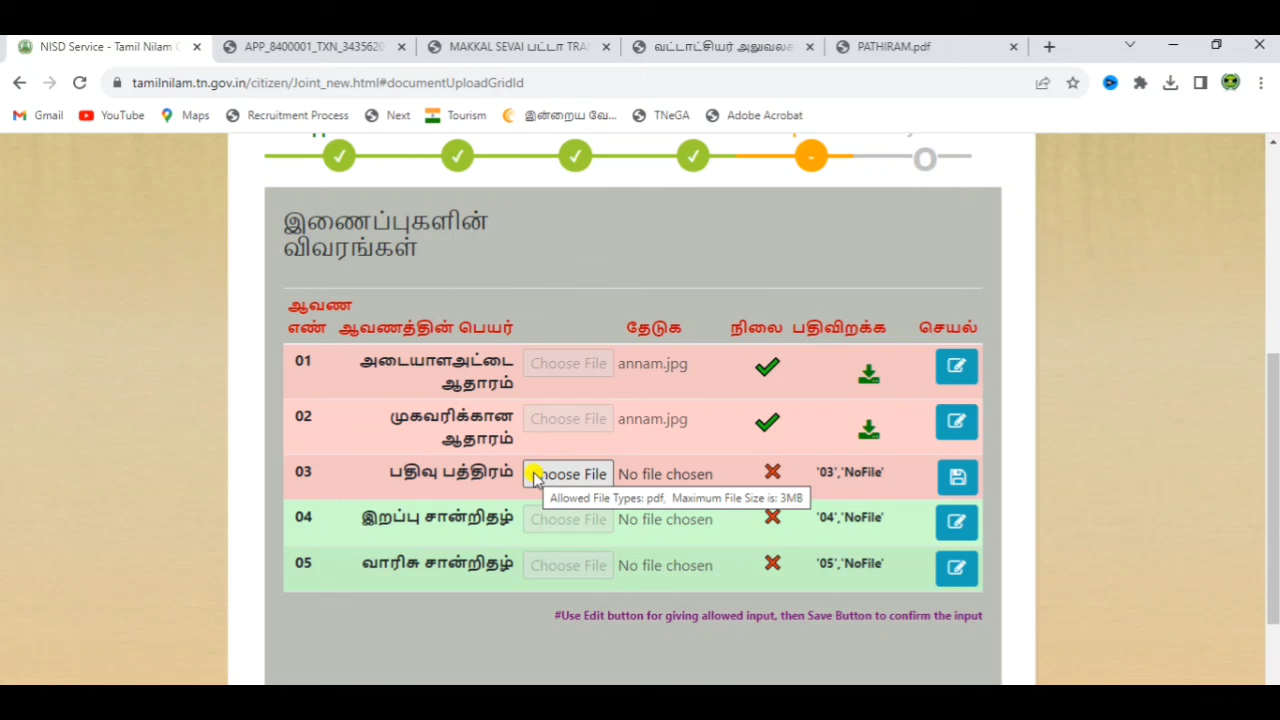 NISD Service - Tamil Nilam
APP_8400001_TXN_3435620
MAKKAL SEVAI பட்டா TRA
வட்டாட்சியர் அலுவலக
PATHIRAM.pdf
tamilnilam.tn.gov.in/citizen/Joint_new.html#documentUploadGridId
Gmail YouTube Maps Recruitment Process Next Tourism இன்றைய வே... TNeGA Adobe Acrobat
இணைப்புகளின்
விவரங்கள்
ஆவண
எண் ஆவணத்தின் பெயர் தேடுக நிலை பதிவிறக்க செயல்
01 அடையாளஅட்டை Choose File annam.jpg
ஆதாரம்
02 முகவரிக்கான Choose File annam.jpg
ஆதாரம்
03 பதிவு பத்திரம் Choose File No file chosen '03','NoFile'
Allowed File Types: pdf, Maximum File Size is: 3MB
04 இறப்பு சான்றிதழ் Choose File No file chosen '04','NoFile'
05 வாரிசு சான்றிதழ் Choose File No file chosen '05','NoFile'
#Use Edit button for giving allowed input, then Save Button to confirm the input